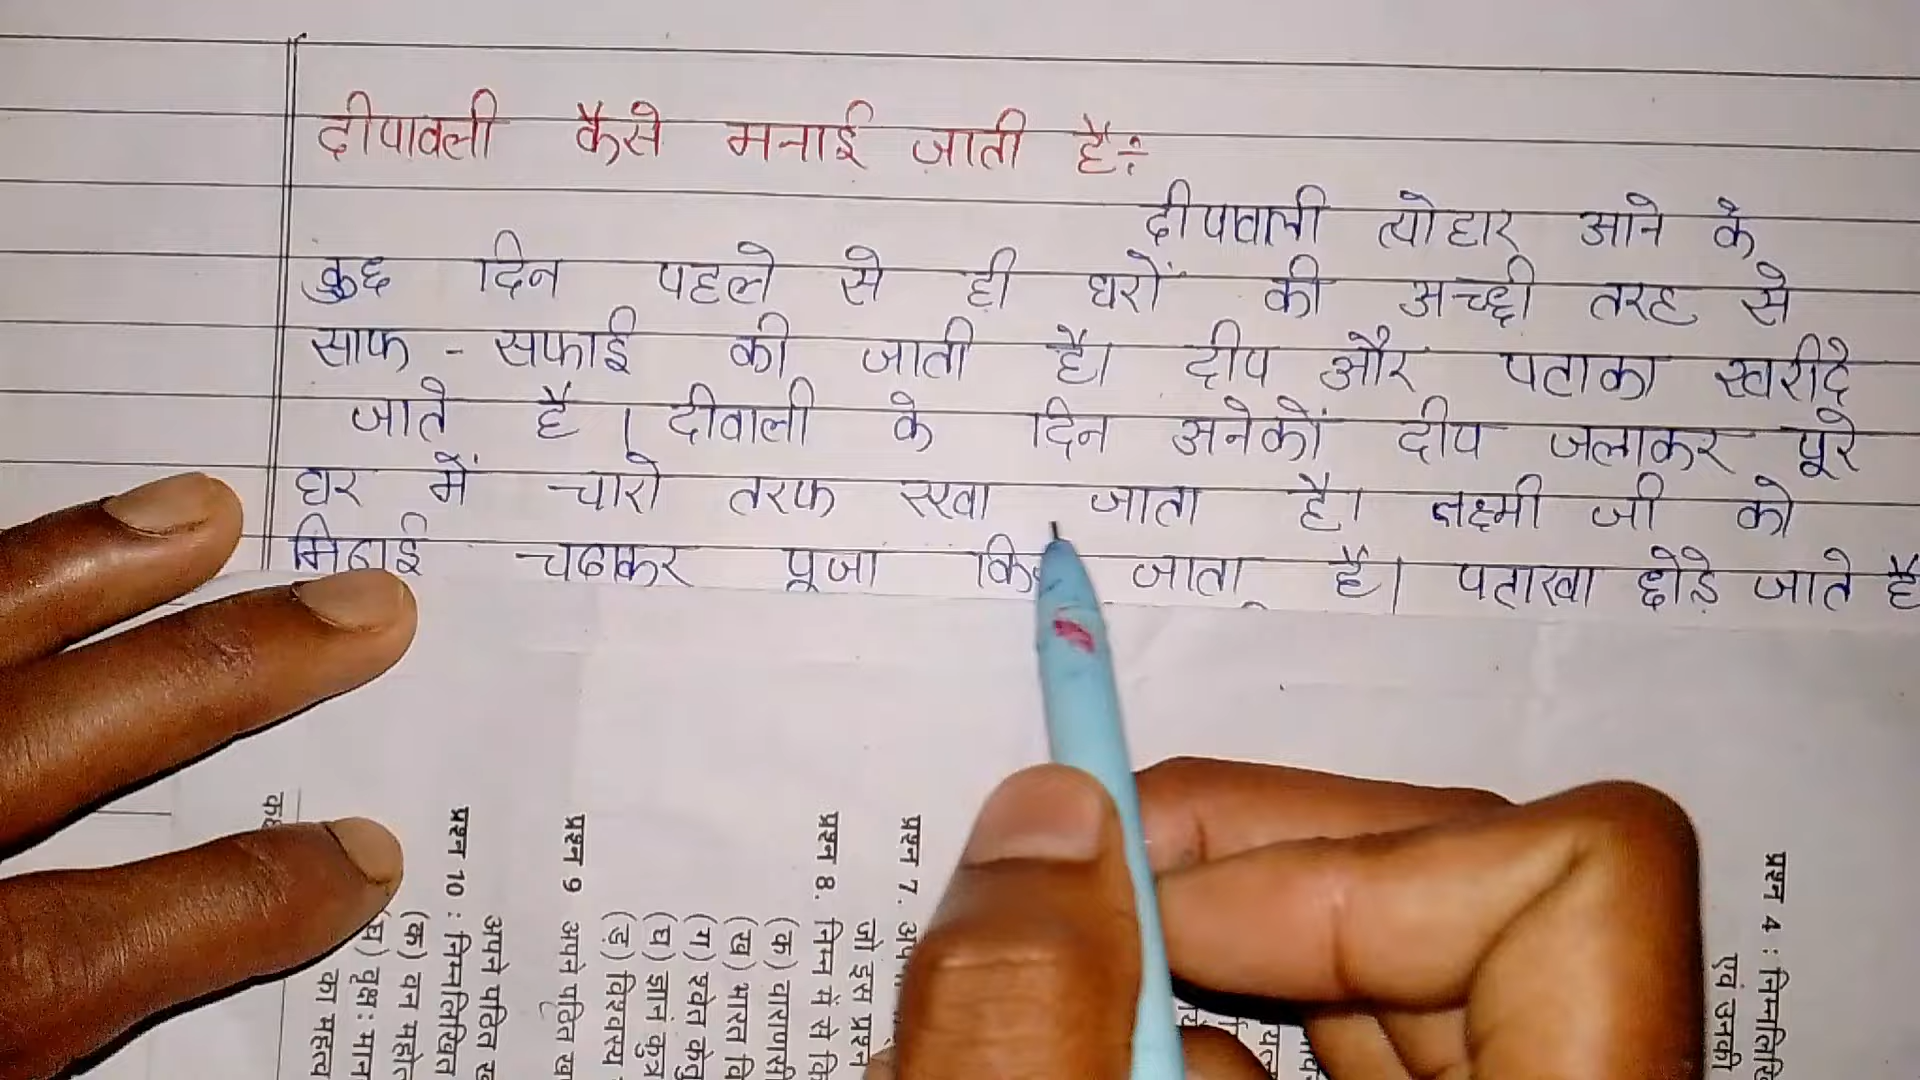 दीपावली कैसे मनाई जाती है÷
दीपावाली त्योहार आने के
कुछ दिन पहले से ही घरों की अच्छी तरह से
साफ - सफाई की जाती है। दीप और पटाका खरीदे
जाते है । दीवाली के दिन अनेकों दीप जलाकर पूरे
घर में चारो तरफ रखा जाता है। लक्ष्मी जी को
मिठाई चढाकर पूजा जाता है। पटाखा छोड़े जाते है
प्रश्न 4 : निम्नलिखि
एवं उनकी
प्रश्न 7.
जो इस प्रश्न
प्रश्न 8. निम्न में से कि
(क) वाराणसी
(ख) भारत वि
(ग) श्वेत केतु
(घ) ज्ञानं कुत्र
(ङ) विश्वस्य
प्रश्न 9 अपने पठित ख
अपने पठित ख
प्रश्न 10 : निम्नलिखित
(क) वन महो
(घ) वृक्षः मान
का महत्व